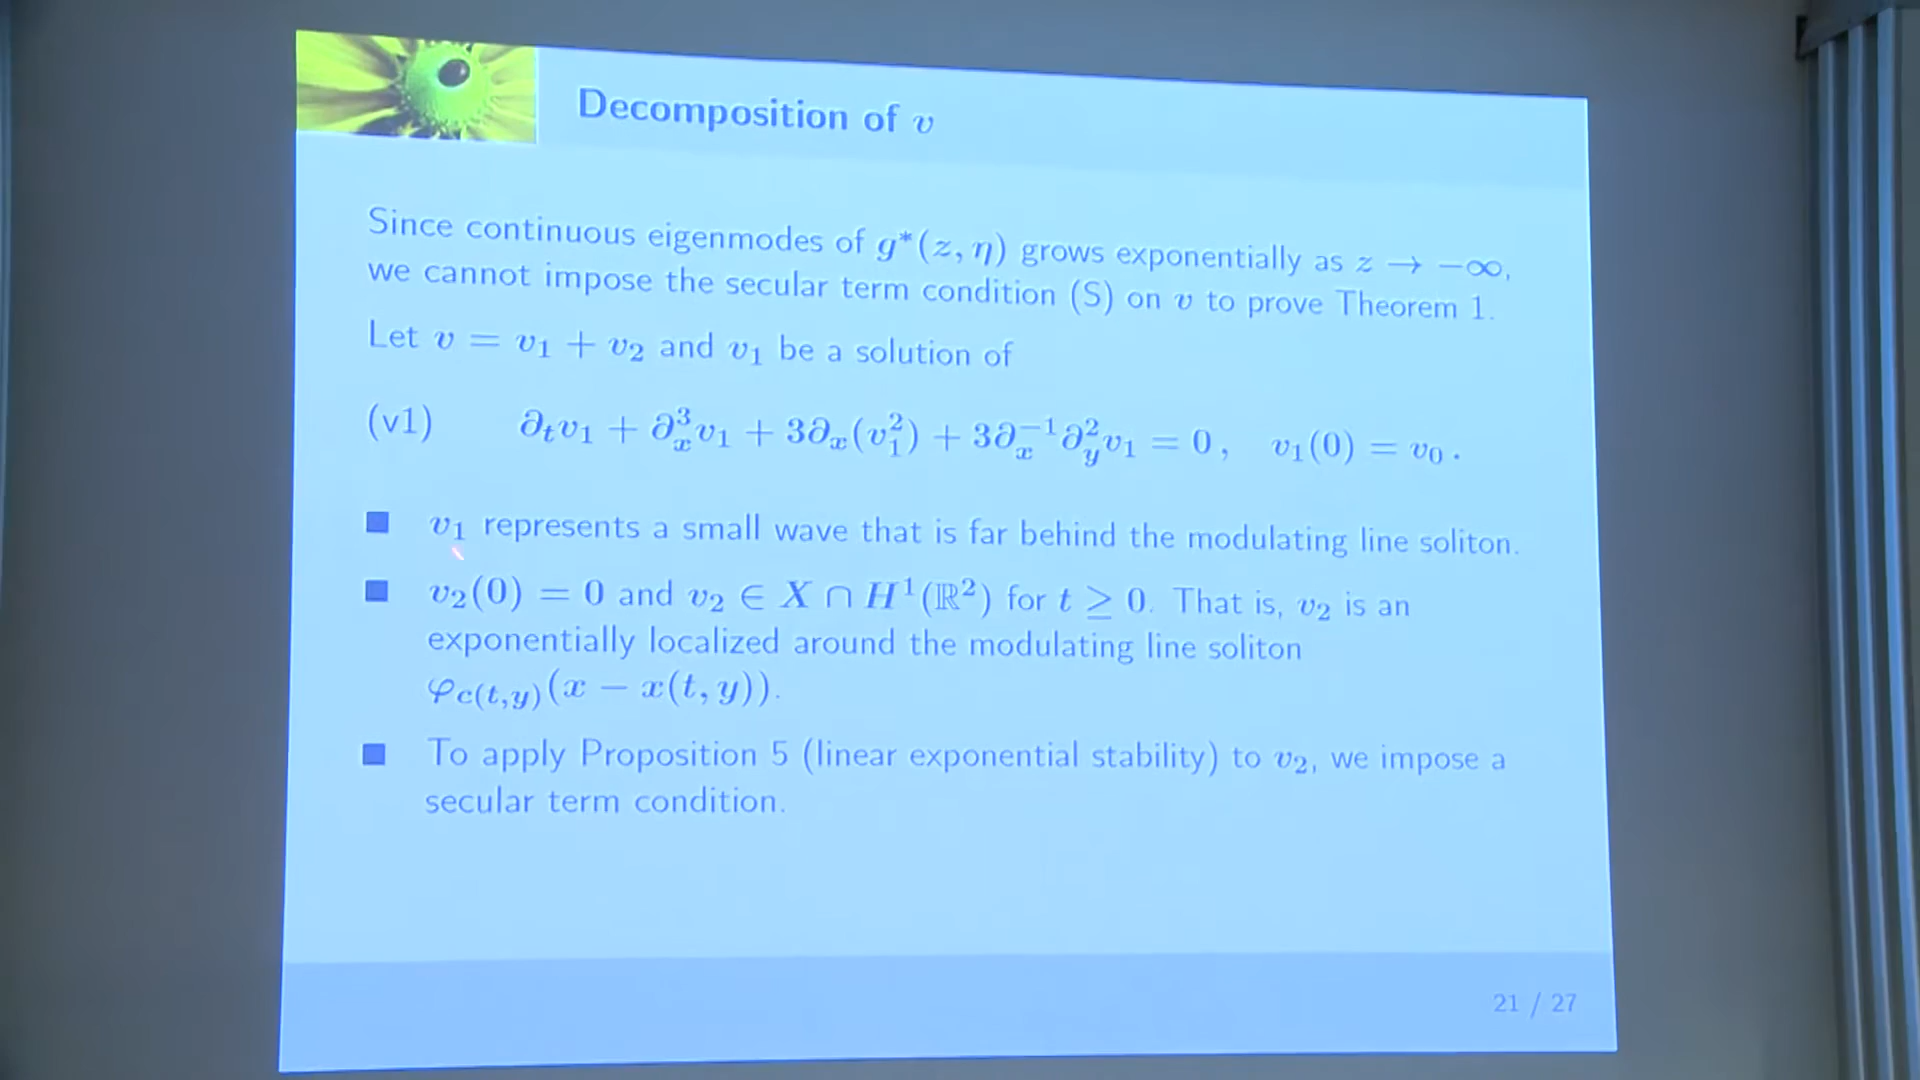 Decomposition of v
Since continuous eigenmodes of g*(z, η) grows exponentially as z → −∞,
we cannot impose the secular term condition (S) on v to prove Theorem 1.
Let v = v₁ + v₂ and v₁ be a solution of
(v1) ∂ₜv₁ + ∂ₓ³v₁ + 3∂ₓ(v₁²) + 3∂ₓ⁻¹∂ᵧ²v₁ = 0, v₁(0) = v₀.
v₁ represents a small wave that is far behind the modulating line soliton.
v₂(0) = 0 and v₂ ∈ X ∩ H¹(ℝ²) for t ≥ 0. That is, v₂ is an
exponentially localized around the modulating line soliton
φ_{c(t,y)}(x − x(t, y)).
To apply Proposition 5 (linear exponential stability) to v₂, we impose a
secular term condition.
21 / 27